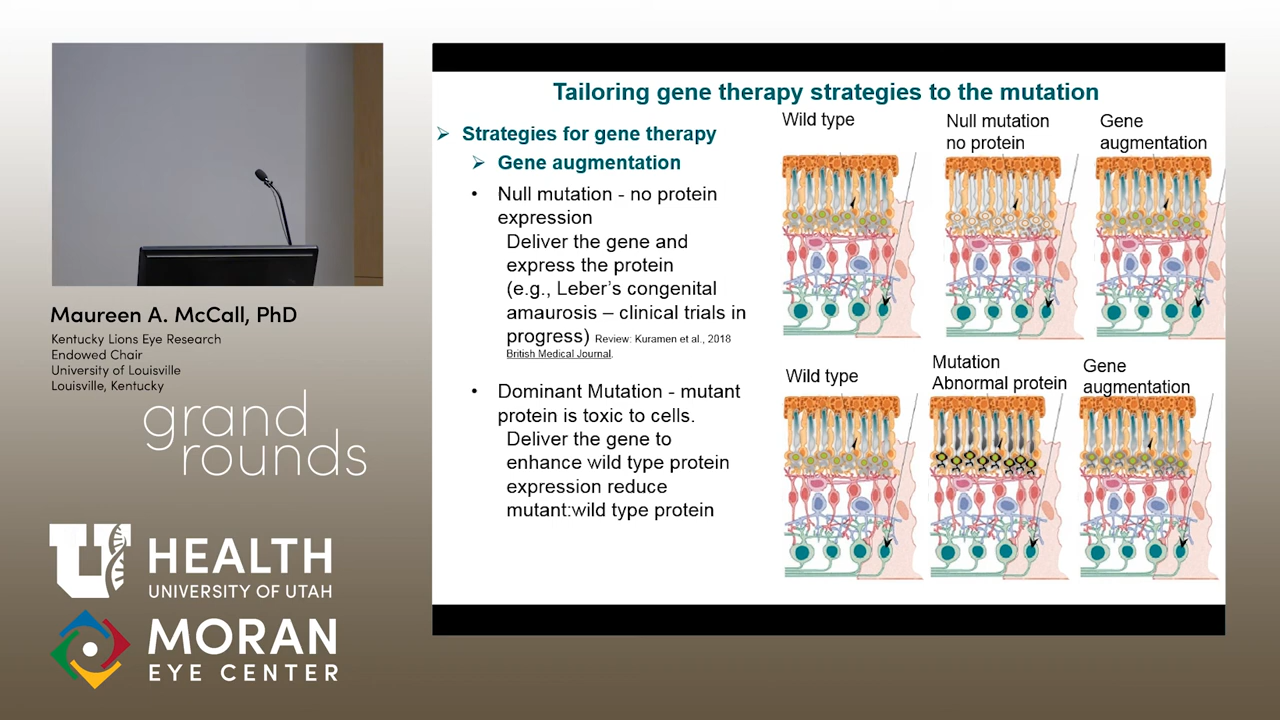 Maureen A. McCall, PhD
Kentucky Lions Eye Research
Endowed Chair
University of Louisville
Louisville, Kentucky
grand
rounds
U HEALTH
UNIVERSITY OF UTAH
MORAN
EYE CENTER
Tailoring gene therapy strategies to the mutation
Strategies for gene therapy
Gene augmentation
• Null mutation - no protein
expression
Deliver the gene and
express the protein
(e.g., Leber's congenital
amaurosis – clinical trials in
progress) Review: Kuramen et al., 2018
British Medical Journal.
• Dominant Mutation - mutant
protein is toxic to cells.
Deliver the gene to
enhance wild type protein
expression reduce
mutant:wild type protein
Wild type
Null mutation
no protein
Gene
augmentation
Wild type
Mutation
Abnormal protein
Gene
augmentation